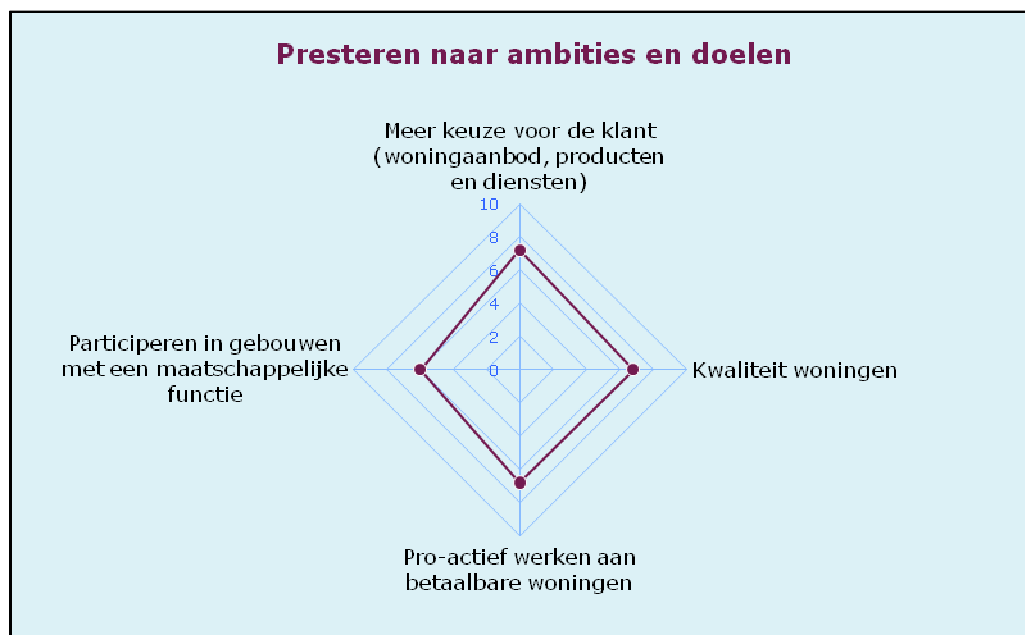 Presteren naar ambities en doelen
Meer keuze voor de klant
(woningaanbod, producten
en diensten)
10
8
6
4
2
0
Participeren in gebouwen
met een maatschappelijke
functie
Kwaliteit woningen
Pro-actief werken aan
betaalbare woningen